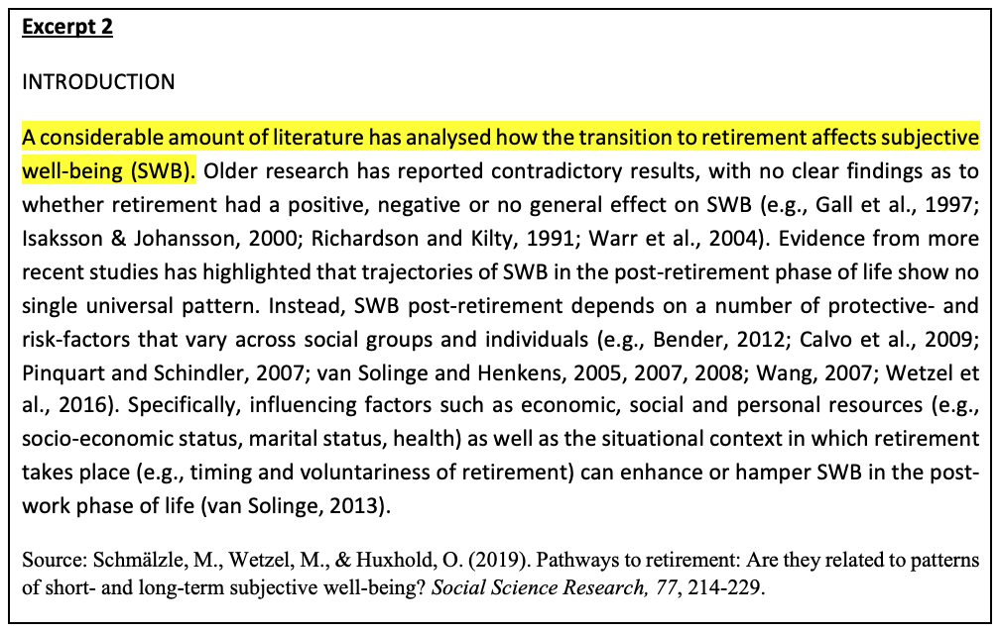 Excerpt 2
INTRODUCTION
A considerable amount of literature has analysed how the transition to retirement affects subjective
well-being (SWB). Older research has reported contradictory results, with no clear findings as to
whether retirement had a positive, negative or no general effect on SWB (e.g., Gall et al., 1997;
Isaksson & Johansson, 2000; Richardson and Kilty, 1991; Warr et al., 2004). Evidence from more
recent studies has highlighted that trajectories of SWB in the post-retirement phase of life show no
single universal pattern. Instead, SWB post-retirement depends on a number of protective- and
risk-factors that vary across social groups and individuals (e.g., Bender, 2012; Calvo et al., 2009;
Pinquart and Schindler, 2007; van Solinge and Henkens, 2005, 2007, 2008; Wang, 2007; Wetzel et
al., 2016). Specifically, influencing factors such as economic, social and personal resources (e.g.,
socio-economic status, marital status, health) as well as the situational context in which retirement
takes place (e.g., timing and voluntariness of retirement) can enhance or hamper SWB in the post-
work phase of life (van Solinge, 2013).
Source: Schmälzle, M., Wetzel, M., & Huxhold, O. (2019). Pathways to retirement: Are they related to patterns
of short- and long-term subjective well-being? Social Science Research, 77, 214-229.